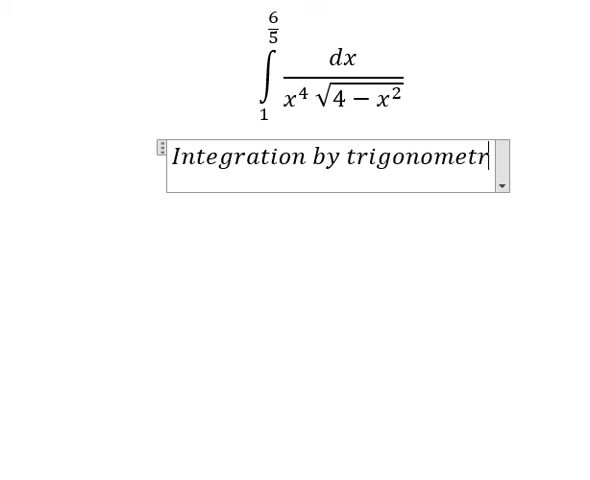 ∫₁^(6/5) dx / (x⁴ √(4 − x²))
Integration by trigonometr